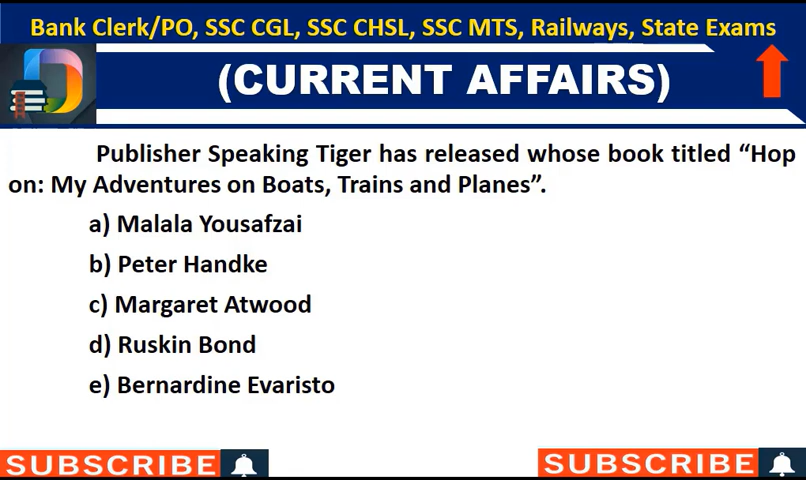 Bank Clerk/PO, SSC CGL, SSC CHSL, SSC MTS, Railways, State Exams
(CURRENT AFFAIRS)
Publisher Speaking Tiger has released whose book titled “Hop
on: My Adventures on Boats, Trains and Planes”.
a) Malala Yousafzai
b) Peter Handke
c) Margaret Atwood
d) Ruskin Bond
e) Bernardine Evaristo
SUBSCRIBE
SUBSCRIBE